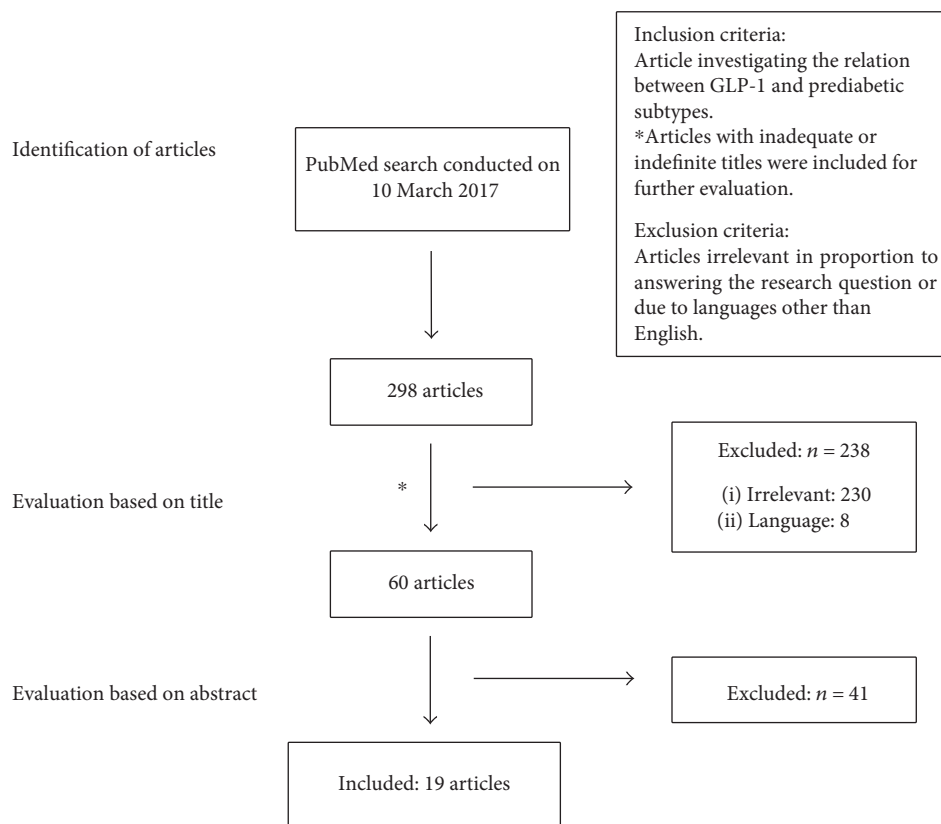 Inclusion criteria:
Article investigating the relation
between GLP-1 and prediabetic
subtypes.
*Articles with inadequate or
indefinite titles were included for
further evaluation.
Exclusion criteria:
Articles irrelevant in proportion to
answering the research question or
due to languages other than
English.
Identification of articles
PubMed search conducted on
10 March 2017
298 articles
Evaluation based on title
*
Excluded: n = 238
(i) Irrelevant: 230
(ii) Language: 8
60 articles
Evaluation based on abstract
Excluded: n = 41
Included: 19 articles